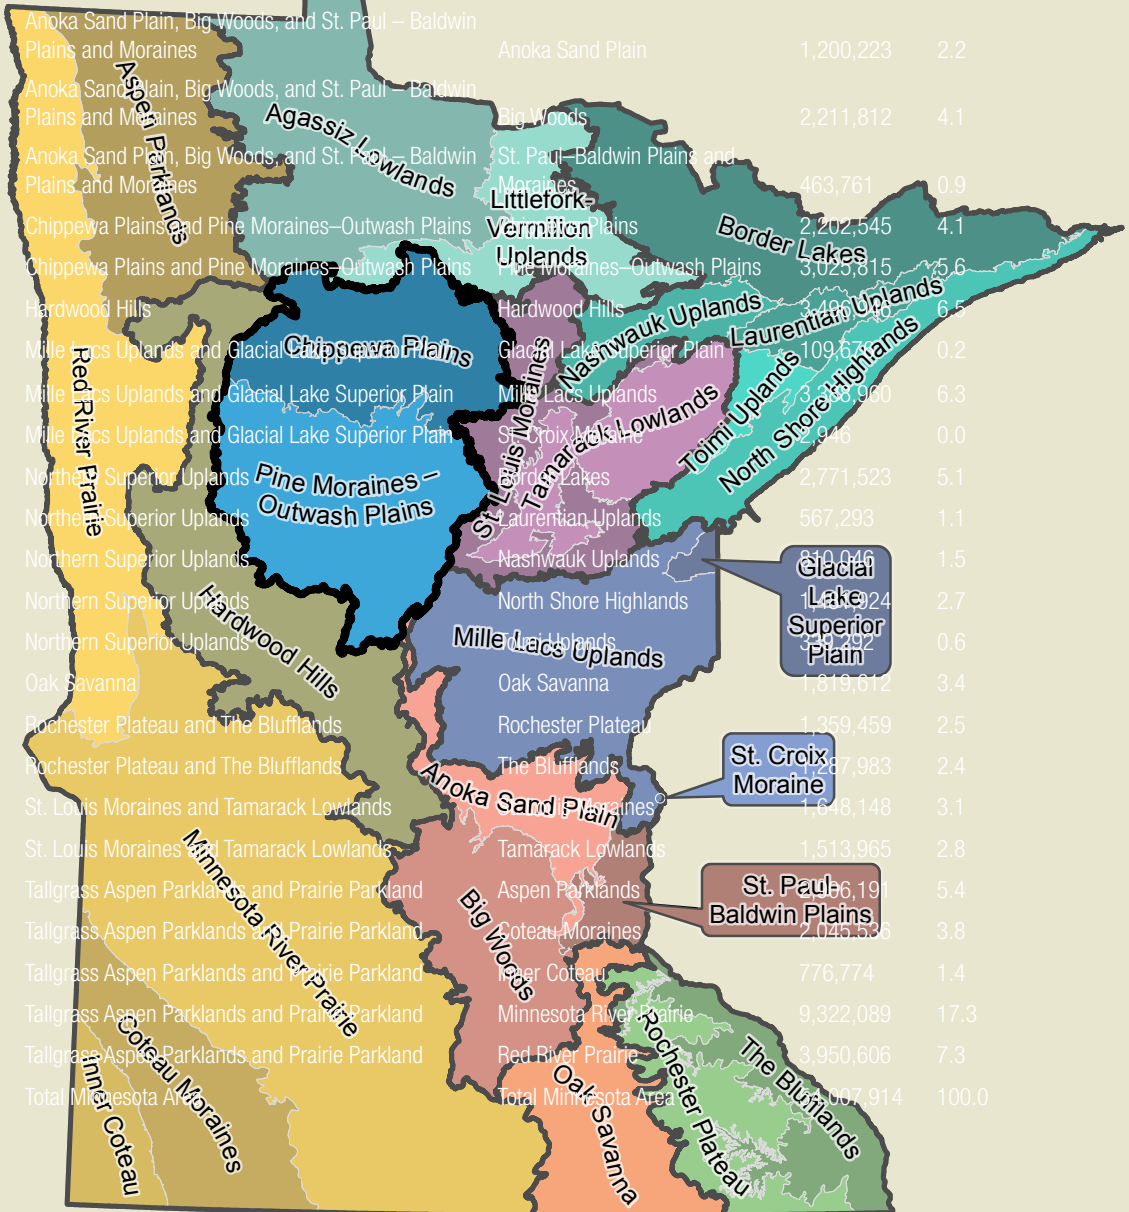 Anoka Sand Plain, Big Woods, and St. Paul – Baldwin
Plains and Moraines Anoka Sand Plain 1,200,223 2.2
Anoka Sand Plain, Big Woods, and St. Paul – Baldwin
Plains and Moraines Big Woods 2,211,812 4.1
Anoka Sand Plain, Big Woods, and St. Paul – Baldwin St. Paul–Baldwin Plains and
Plains and Moraines Moraines 463,761 0.9
Chippewa Plains and Pine Moraines–Outwash Plains Chippewa Plains 2,202,545 4.1
Chippewa Plains and Pine Moraines–Outwash Plains Pine Moraines–Outwash Plains 3,025,815 5.6
Hardwood Hills Hardwood Hills 6.5
Mille Lacs Uplands and Glacial Lake Superior Plain Glacial Lake Superior Plain 0.2
Mille Lacs Uplands and Glacial Lake Superior Plain Mille Lacs Uplands 6.3
Mille Lacs Uplands and Glacial Lake Superior Plain St. Croix Moraine 2,946 0.0
Northern Superior Uplands Border Lakes 2,771,523 5.1
Northern Superior Uplands Laurentian Uplands 567,293 1.1
Northern Superior Uplands Nashwauk Uplands 810,046 1.5
Northern Superior Uplands North Shore Highlands 2.7
Northern Superior Uplands Toimi Uplands 0.6
Oak Savanna Oak Savanna 1,819,612 3.4
Rochester Plateau and The Blufflands Rochester Plateau 1,359,459 2.5
Rochester Plateau and The Blufflands The Blufflands 1,287,983 2.4
St. Louis Moraines and Tamarack Lowlands St. Louis Moraines 1,648,148 3.1
St. Louis Moraines and Tamarack Lowlands Tamarack Lowlands 1,513,965 2.8
Tallgrass Aspen Parklands and Prairie Parkland Aspen Parklands 5.4
Tallgrass Aspen Parklands and Prairie Parkland Coteau Moraines 2,045,536 3.8
Tallgrass Aspen Parklands and Prairie Parkland Inner Coteau 776,774 1.4
Tallgrass Aspen Parklands and Prairie Parkland Minnesota River Prairie 9,322,089 17.3
Tallgrass Aspen Parklands and Prairie Parkland Red River Prairie 3,950,606 7.3
Total Minnesota Area Total Minnesota Area 54,007,914 100.0
Aspen Parklands
Agassiz Lowlands
Littlefork-
Vermilion
Uplands
Border Lakes
Chippewa Plains
Nashwauk Uplands
Laurentian Uplands
Red River Prairie
St. Louis Moraines
Tamarack Lowlands
Toimi Uplands
North Shore Highlands
Pine Moraines –
Outwash Plains
Glacial
Lake
Superior
Plain
Hardwood Hills
Mille Lacs Uplands
St. Croix
Moraine
Anoka Sand Plain
Minnesota River Prairie
St. Paul-
Baldwin Plains
Big Woods
Coteau Moraines
Inner Coteau
Oak Savanna
Rochester Plateau
The Blufflands